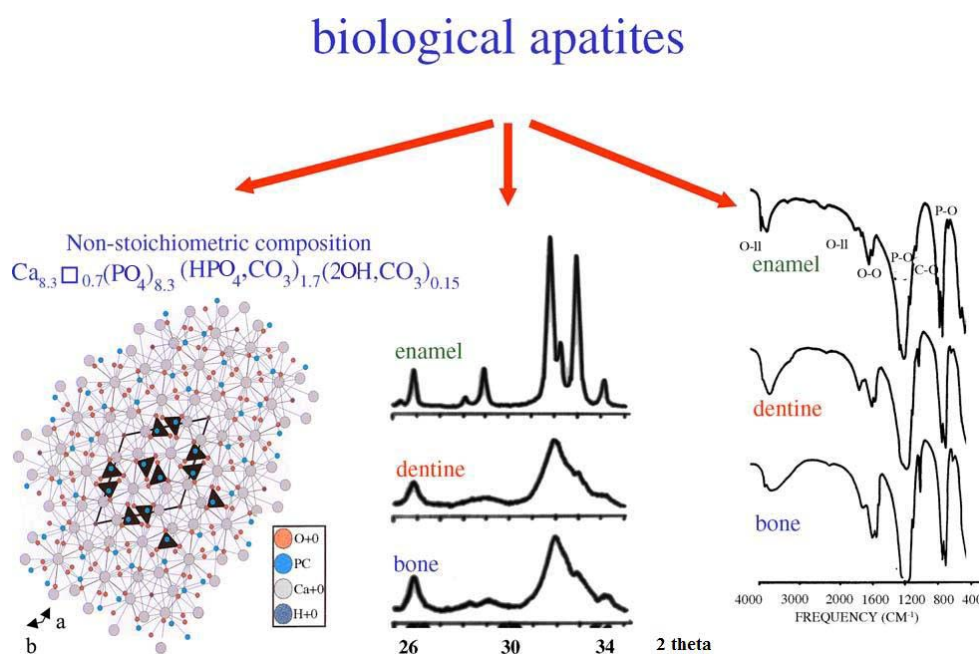 biological apatites
Non-stoichiometric composition
Ca8.3□0.7(PO4)8.3(HPO4,CO3)1.7(2OH,CO3)0.15
O+0
PC
Ca+0
H+0
a
b
enamel
dentine
bone
26 30 34 2 theta
P-O
O-II
O-II
enamel
P-O
C-O
O-O
dentine
bone
4000 3000 2000 1600 1200 800 400
FREQUENCY (CM-1)